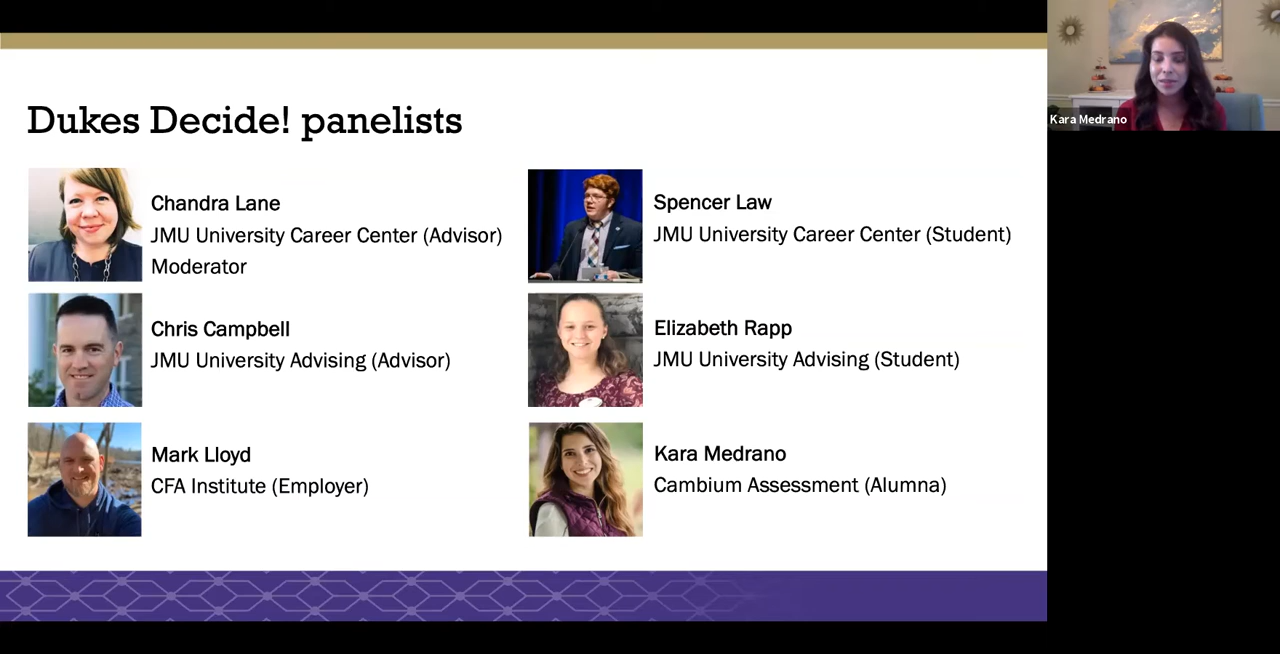 Dukes Decide! panelists
Chandra Lane
JMU University Career Center (Advisor)
Moderator
Chris Campbell
JMU University Advising (Advisor)
Mark Lloyd
CFA Institute (Employer)
Spencer Law
JMU University Career Center (Student)
Elizabeth Rapp
JMU University Advising (Student)
Kara Medrano
Cambium Assessment (Alumna)
Kara Medrano